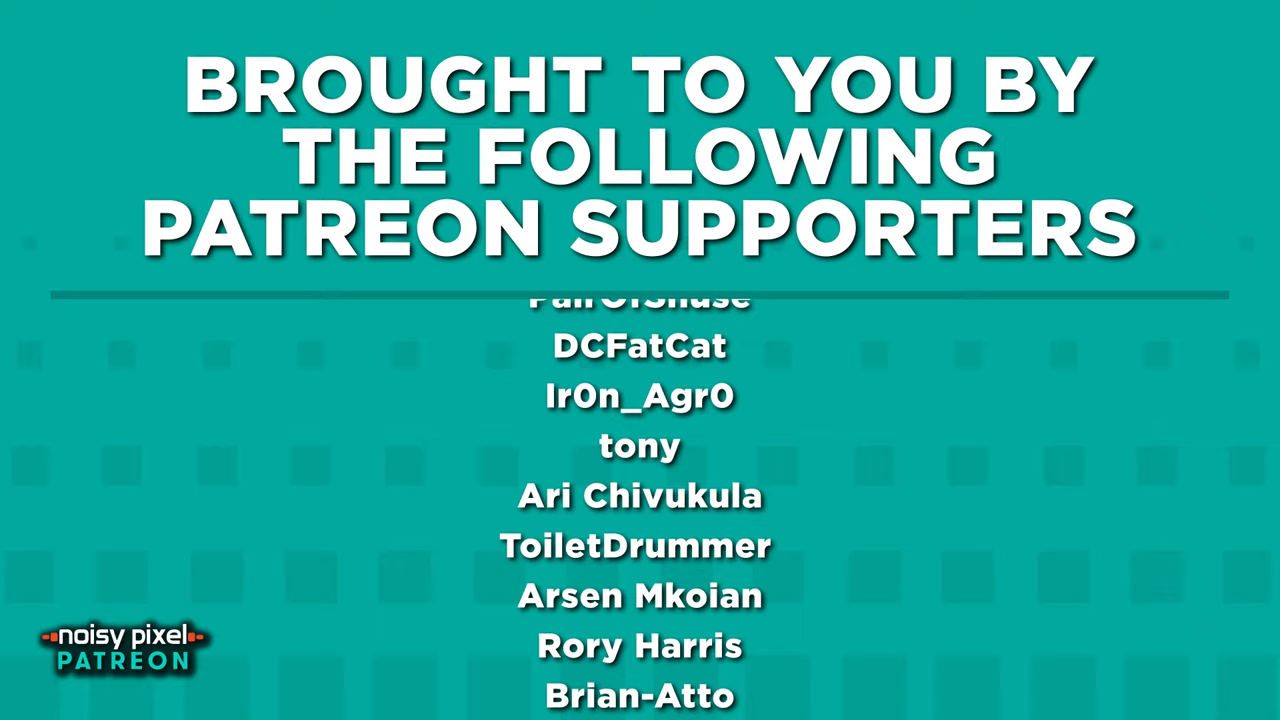 BROUGHT TO YOU BY
THE FOLLOWING
PATREON SUPPORTERS
DCFatCat
Ir0n_Agr0
tony
Ari Chivukula
ToiletDrummer
Arsen Mkoian
Rory Harris
Brian-Atto
noisy pixel
PATREON